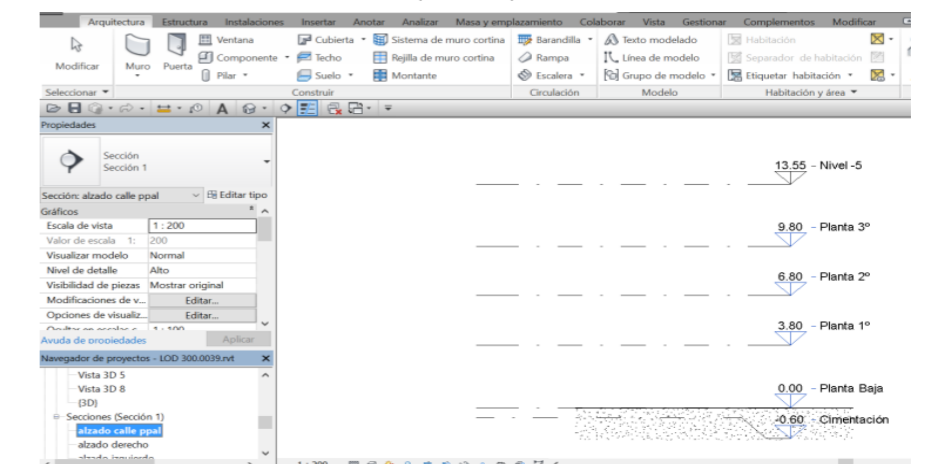 Arquitectura Estructura Instalaciones Insertar Anotar Analizar Masa y emplazamiento Colaborar Vista Gestionar Complementos Modificar
Modificar
Muro
Puerta
Ventana
Componente
Pilar
Cubierta
Techo
Suelo
Sistema de muro cortina
Rejilla de muro cortina
Montante
Barandilla
Rampa
Escalera
Texto modelado
Línea de modelo
Grupo de modelo
Habitación
Separador de habitación
Etiquetar habitación
Seleccionar Construir Circulación Modelo Habitación y área
Propiedades
Sección
Sección 1
Sección: alzado calle ppal Editar tipo
Gráficos
Escala de vista 1 : 200
Valor de escala 1: 200
Visualizar modelo Normal
Nivel de detalle Alto
Visibilidad de piezas Mostrar original
Modificaciones de v... Editar...
Opciones de visualiz... Editar...
Ayuda de propiedades Aplicar
Navegador de proyectos - LOD 300.0039.rvt
Vista 3D 5
Vista 3D 8
{3D}
Secciones (Sección 1)
alzado calle ppal
alzado derecho
alzado izquierdo
13.55 - Nivel -5
9.80 - Planta 3º
6.80 - Planta 2º
3.80 - Planta 1º
0.00 - Planta Baja
-0.60 - Cimentación
1 : 200